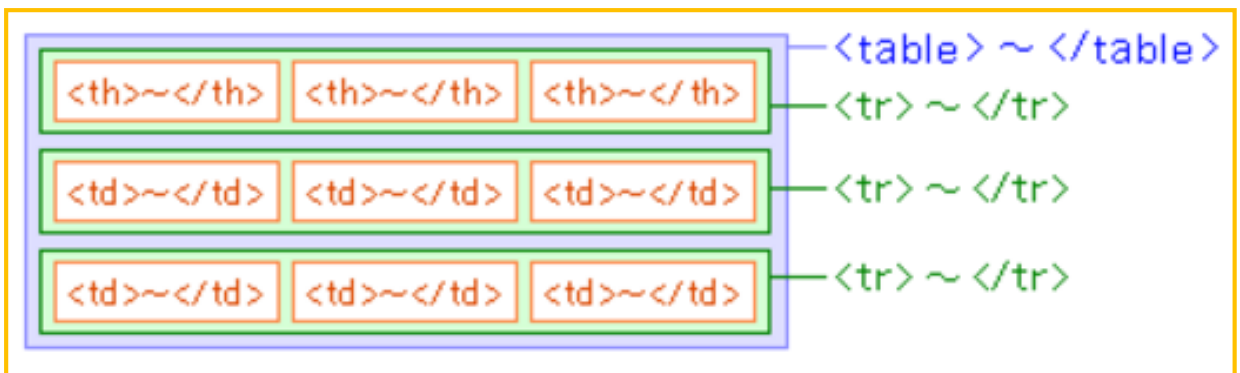 <table> ~ </table>
<th>~</th> <th>~</th> <th>~</th>
<tr> ~ </tr>
<td>~</td> <td>~</td> <td>~</td>
<tr> ~ </tr>
<td>~</td> <td>~</td> <td>~</td>
<tr> ~ </tr>